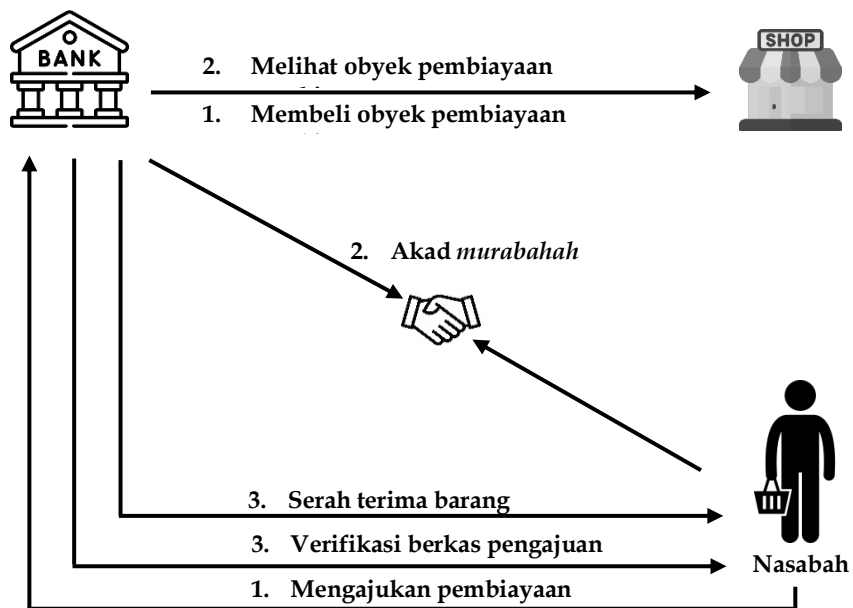 BANK
SHOP
2. Melihat obyek pembiayaan
1. Membeli obyek pembiayaan
2. Akad murabahah
3. Serah terima barang
3. Verifikasi berkas pengajuan
Nasabah
1. Mengajukan pembiayaan